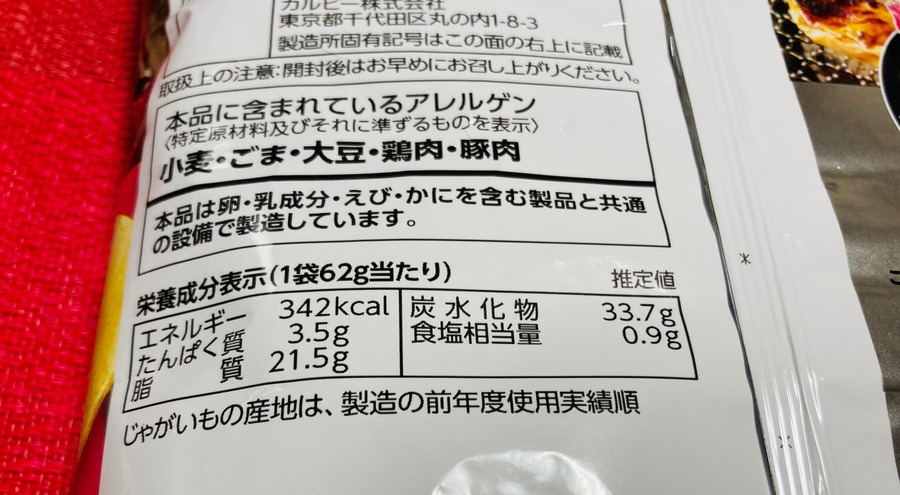 カルビー株式会社
東京都千代田区丸の内1-8-3
製造所固有記号はこの面の右上に記載
取扱上の注意:開封後はお早めにお召し上がりください。
本品に含まれているアレルゲン
〈特定原材料及びそれに準ずるものを表示〉
小麦・ごま・大豆・鶏肉・豚肉
本品は卵・乳成分・えび・かにを含む製品と共通
の設備で製造しています。
栄養成分表示(1袋62g当たり) 推定値
エネルギー 342kcal 炭水化物 33.7g
たんぱく質 3.5g 食塩相当量 0.9g
脂質 21.5g
じゃがいもの産地は、製造の前年度使用実績順